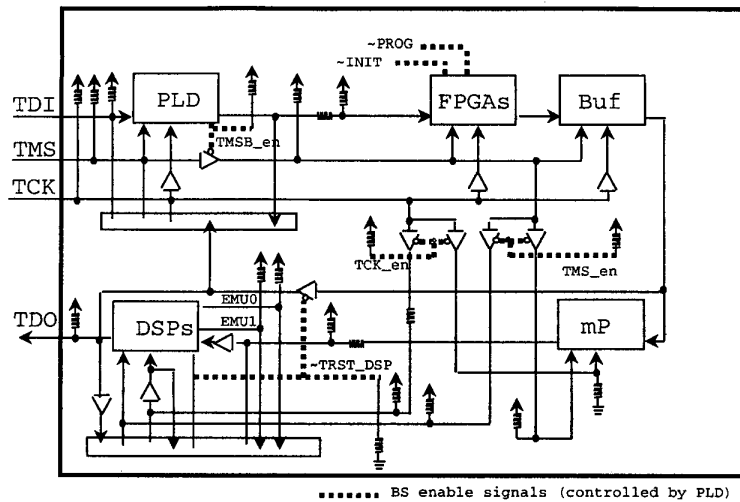 ~PROG
~INIT
TDI
PLD
FPGAs
Buf
TMSB_en
TMS
TCK
TCK_en
TMS_en
EMU0
TDO
DSPs
EMU1
mP
~TRST_DSP
BS enable signals (controlled by PLD)